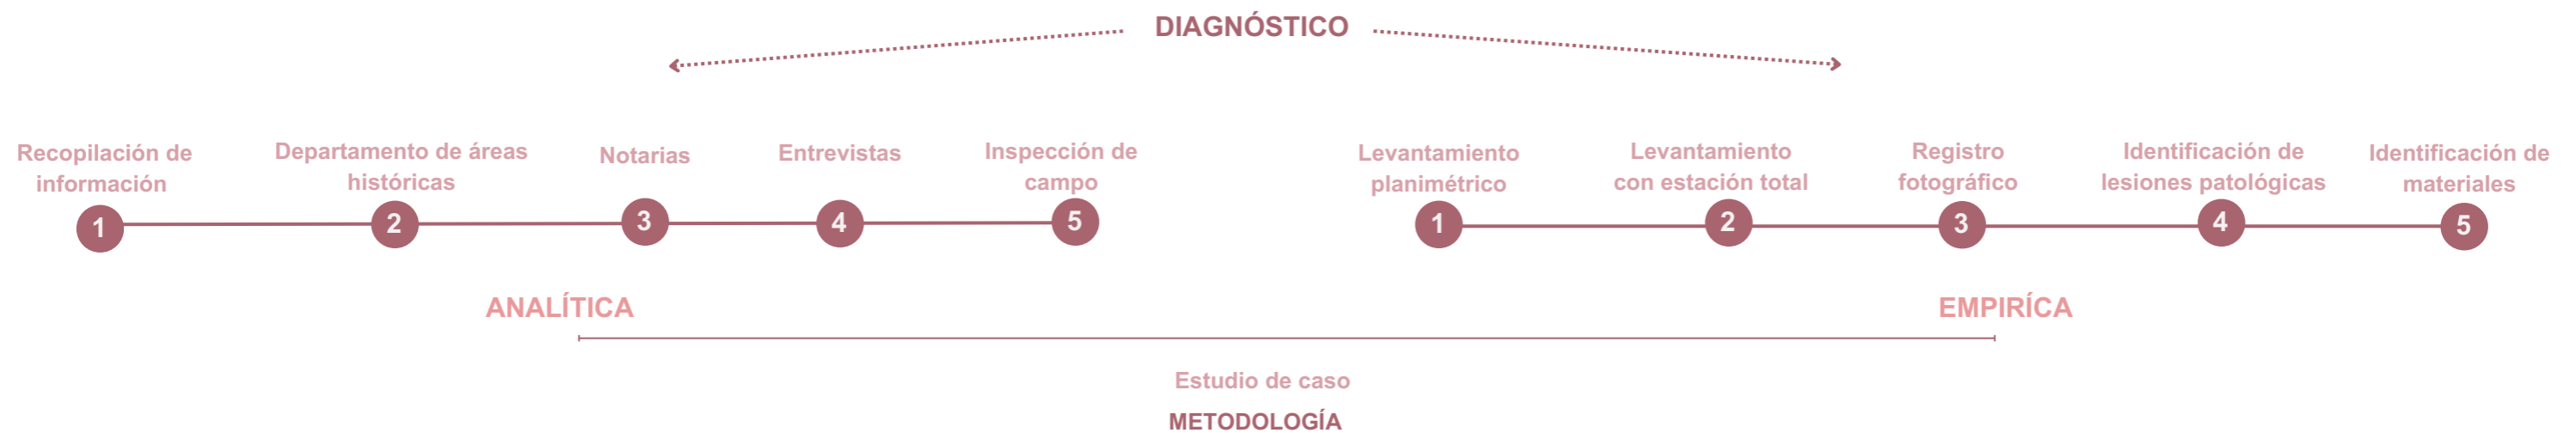 DIAGNÓSTICO
Recopilación de
información
1
Departamento de áreas
históricas
2
Notarias
3
Entrevistas
4
Inspección de
campo
5
ANALÍTICA
Levantamiento
planimétrico
1
Levantamiento
con estación total
2
Registro
fotográfico
3
Identificación de
lesiones patológicas
4
Identificación de
materiales
5
EMPIRÍCA
Estudio de caso
METODOLOGÍA